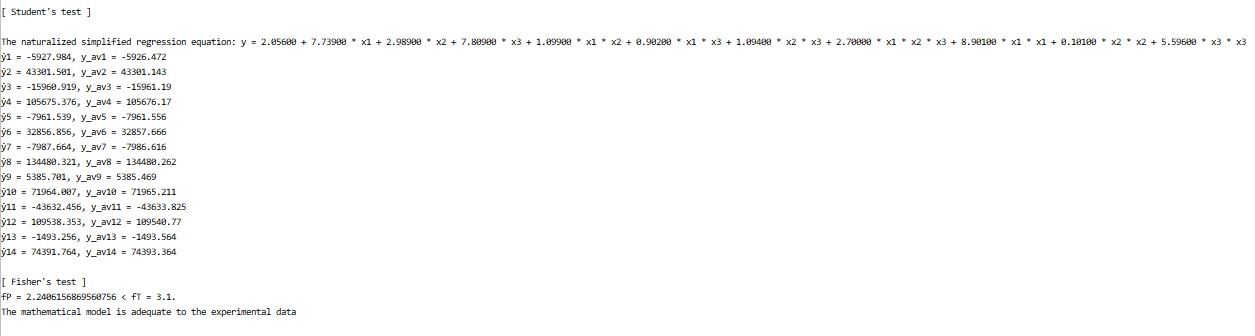 [ Student's test ]
The naturalized simplified regression equation: y = 2.05600 + 7.73900 * x1 + 2.98900 * x2 + 7.80900 * x3 + 1.09900 * x1 * x2 + 0.90200 * x1 * x3 + 1.09400 * x2 * x3 + 2.70000 * x1 * x2 * x3 + 8.90100 * x1 * x1 + 0.10100 * x2 * x2 + 5.59600 * x3 * x3
ŷ1 = -5927.984, y_av1 = -5926.472
ŷ2 = 43301.501, y_av2 = 43301.143
ŷ3 = -15960.919, y_av3 = -15961.19
ŷ4 = 105675.376, y_av4 = 105676.17
ŷ5 = -7961.539, y_av5 = -7961.556
ŷ6 = 32856.856, y_av6 = 32857.666
ŷ7 = -7987.664, y_av7 = -7986.616
ŷ8 = 134480.321, y_av8 = 134480.262
ŷ9 = 5385.701, y_av9 = 5385.469
ŷ10 = 71964.007, y_av10 = 71965.211
ŷ11 = -43632.456, y_av11 = -43633.825
ŷ12 = 109538.353, y_av12 = 109540.77
ŷ13 = -1493.256, y_av13 = -1493.564
ŷ14 = 74391.764, y_av14 = 74393.364
[ Fisher's test ]
fP = 2.2406156869560756 < fT = 3.1.
The mathematical model is adequate to the experimental data